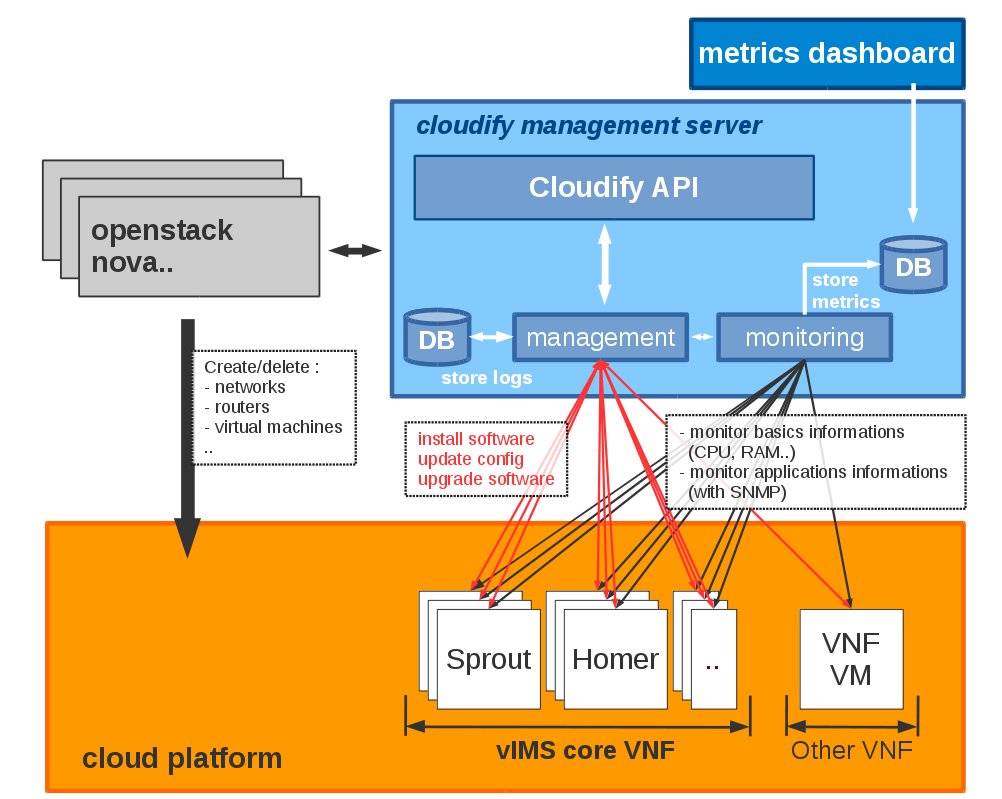 metrics dashboard
cloudify management server
Cloudify API
openstack
nova..
DB
store
metrics
DB
management
monitoring
store logs
Create/delete :
- networks
- routers
- virtual machines
..
install software
update config
upgrade software
- monitor basics informations
(CPU, RAM..)
- monitor applications informations
(with SNMP)
Sprout
Homer
..
VNF
VM
vIMS core VNF
Other VNF
cloud platform